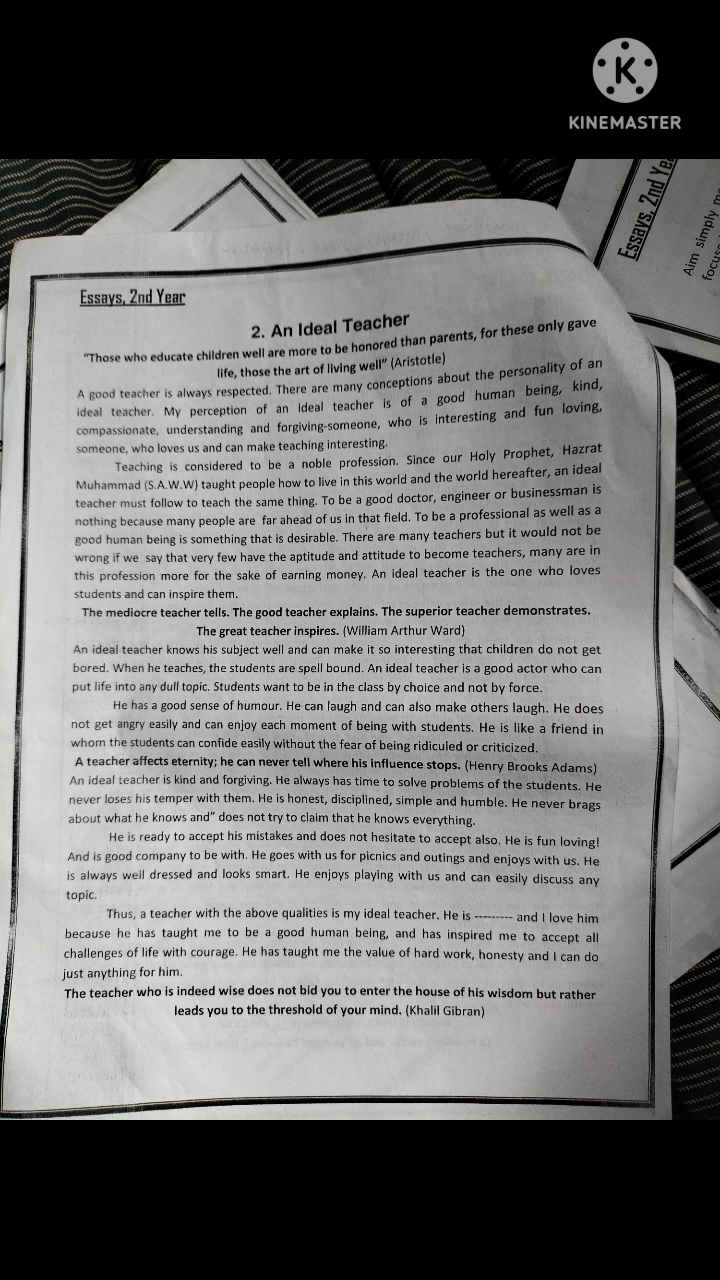 KINEMASTER
Essays, 2nd Ye
Aim simply m
focus
Essays, 2nd Year
2. An Ideal Teacher
"Those who educate children well are more to be honored than parents, for these only gave
life, those the art of living well" (Aristotle)
A good teacher is always respected. There are many conceptions about the personality of an
ideal teacher. My perception of an ideal teacher is of a good human being, kind,
compassionate, understanding and forgiving-someone, who is interesting and fun loving,
someone, who loves us and can make teaching interesting.
Teaching is considered to be a noble profession. Since our Holy Prophet, Hazrat
Muhammad (S.A.W.W) taught people how to live in this world and the world hereafter, an ideal
teacher must follow to teach the same thing. To be a good doctor, engineer or businessman is
nothing because many people are far ahead of us in that field. To be a professional as well as a
good human being is something that is desirable. There are many teachers but it would not be
wrong if we say that very few have the aptitude and attitude to become teachers, many are in
this profession more for the sake of earning money. An ideal teacher is the one who loves
students and can inspire them.
The mediocre teacher tells. The good teacher explains. The superior teacher demonstrates.
The great teacher inspires. (William Arthur Ward)
An ideal teacher knows his subject well and can make it so interesting that children do not get
bored. When he teaches, the students are spell bound. An ideal teacher is a good actor who can
put life into any dull topic. Students want to be in the class by choice and not by force.
He has a good sense of humour. He can laugh and can also make others laugh. He does
not get angry easily and can enjoy each moment of being with students. He is like a friend in
whom the students can confide easily without the fear of being ridiculed or criticized.
A teacher affects eternity; he can never tell where his influence stops. (Henry Brooks Adams)
An ideal teacher is kind and forgiving. He always has time to solve problems of the students. He
never loses his temper with them. He is honest, disciplined, simple and humble. He never brags
about what he knows and" does not try to claim that he knows everything.
He is ready to accept his mistakes and does not hesitate to accept also. He is fun loving!
And is good company to be with. He goes with us for picnics and outings and enjoys with us. He
is always well dressed and looks smart. He enjoys playing with us and can easily discuss any
topic.
Thus, a teacher with the above qualities is my ideal teacher. He is --------- and I love him
because he has taught me to be a good human being, and has inspired me to accept all
challenges of life with courage. He has taught me the value of hard work, honesty and I can do
just anything for him.
The teacher who is indeed wise does not bid you to enter the house of his wisdom but rather
leads you to the threshold of your mind. (Khalil Gibran)